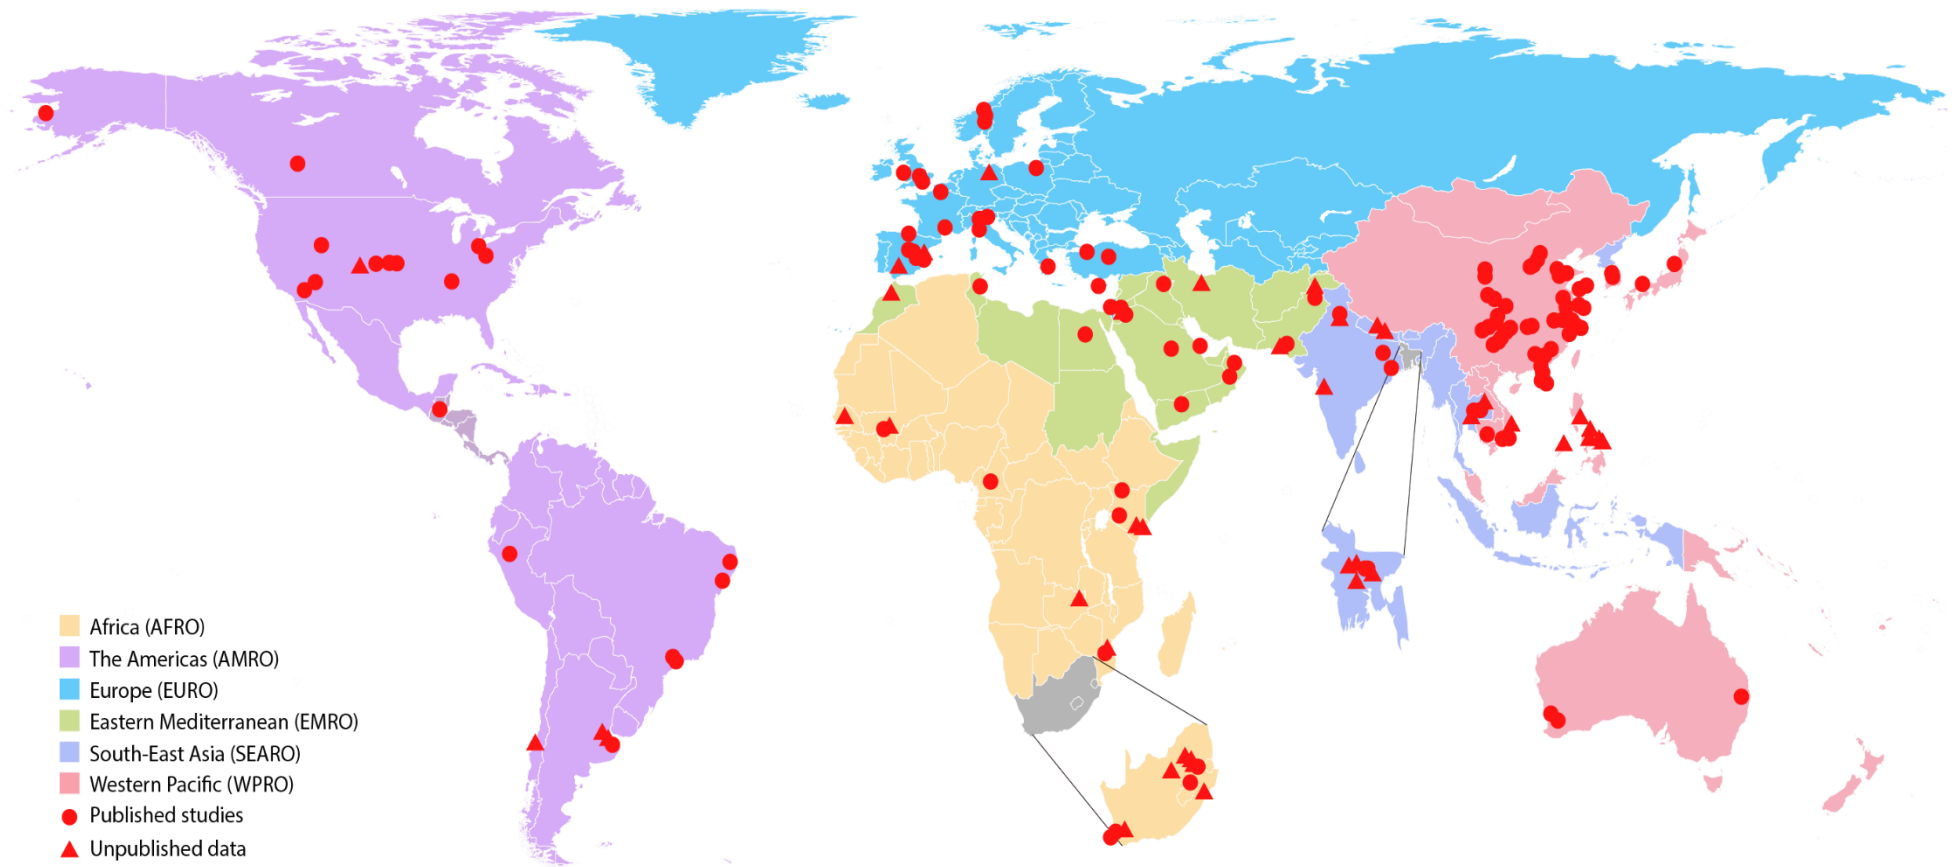 Africa (AFRO)
The Americas (AMRO)
Europe (EURO)
Eastern Mediterranean (EMRO)
South-East Asia (SEARO)
Western Pacific (WPRO)
Published studies
Unpublished data